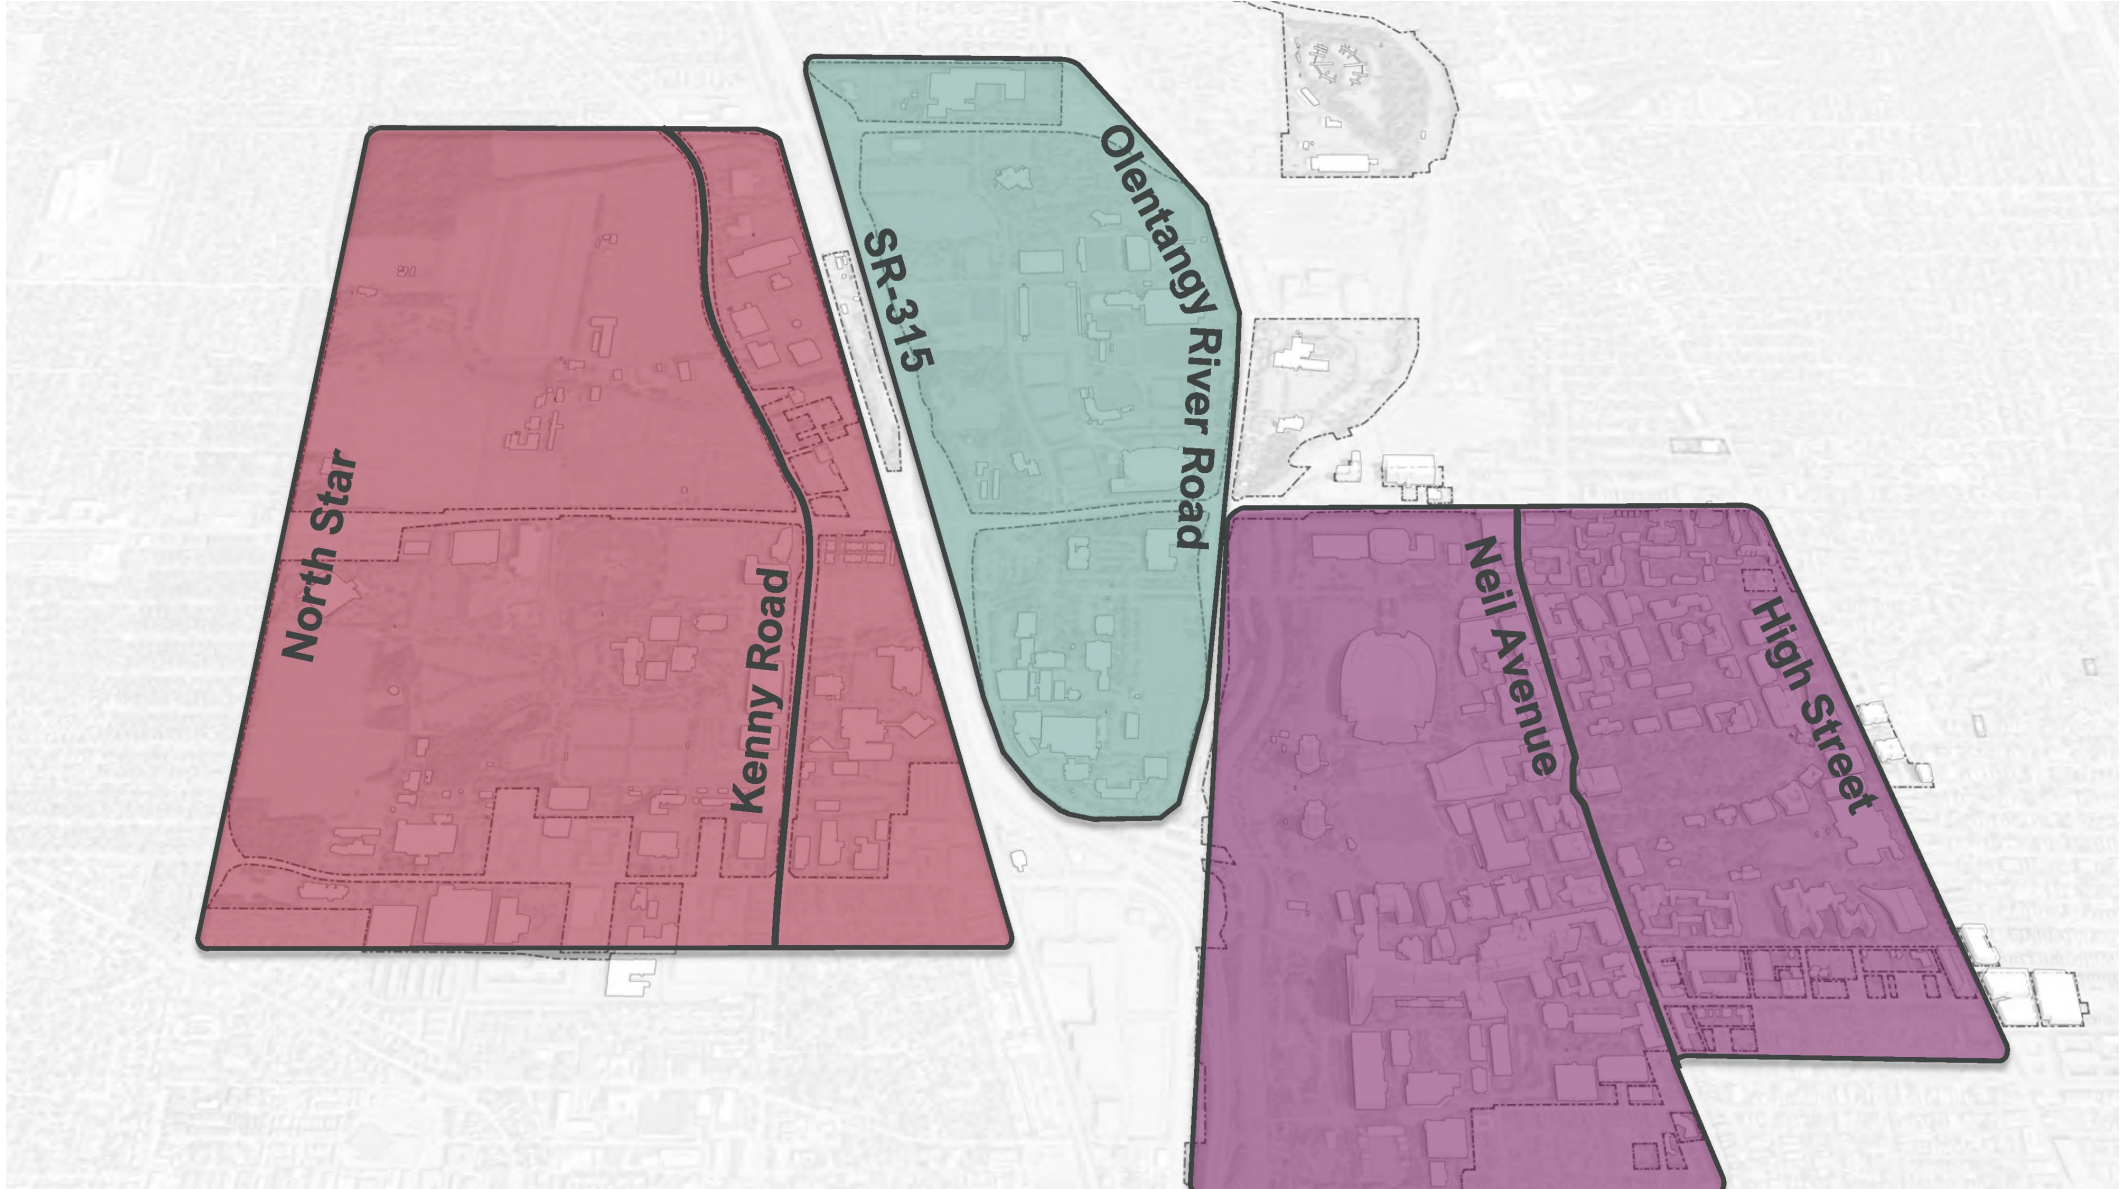 North Star
Kenny Road
SR-315
Olentangy River Road
Neil Avenue
High Street